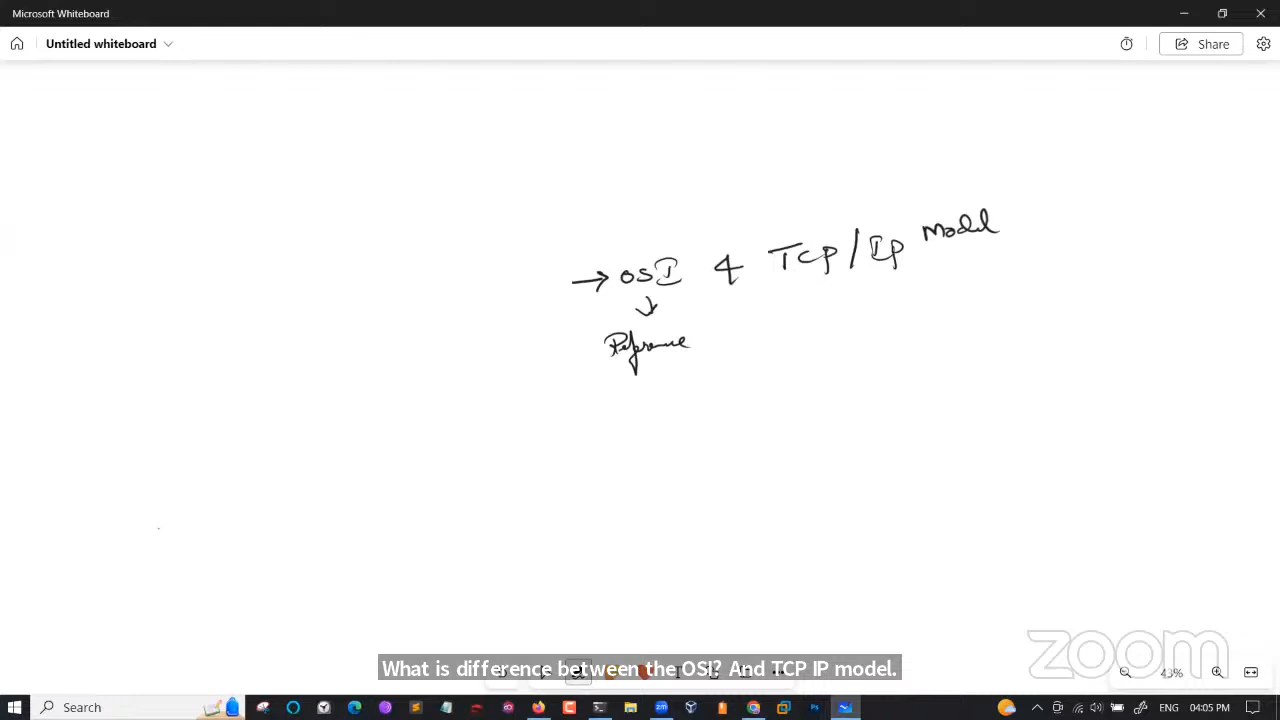 Microsoft Whiteboard
Untitled whiteboard
Share
→ OSI & TCP/IP Model
↓
Reference
zoom
What is difference between the OSI? And TCP IP model.
43%
Search
ENG 04:05 PM